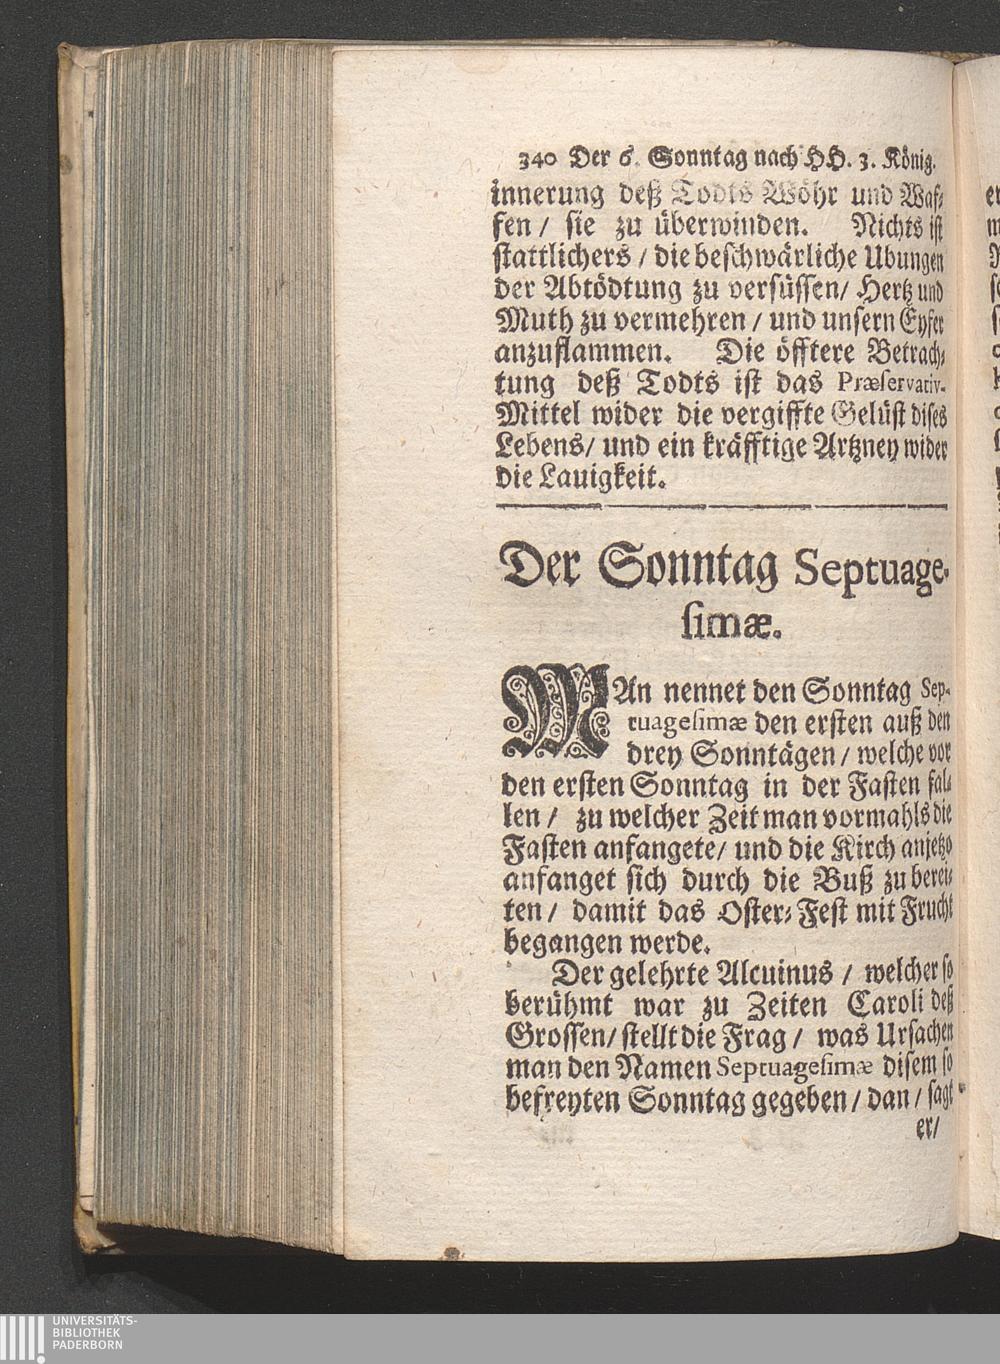 340 Der 6. Sonntag nach HH. 3. König.
innerung deß Todts Wöhr und Waf⸗
fen / sie zu überwinden. Nichts ist
stattlichers / die beschwärliche Ubungen
der Abtödtung zu versüssen / Hertz und
Muth zu vermehren / und unsern Eyfer
anzuflammen. Die öfftere Betrach⸗
tung deß Todts ist das Præservativ-
Mittel wider die vergiffte Gelüst dises
Lebens / und ein kräfftige Artzney wider
die Lauigkeit.
Der Sonntag Septuage-
simæ.
MAn nennet den Sonntag Sep-
tuagesimæ den ersten auß den
drey Sonntägen / welche vor
den ersten Sonntag in der Fasten fal⸗
len / zu welcher Zeit man vormahls die
Fasten anfangete / und die Kirch anjetzo
anfanget sich durch die Buß zu berei⸗
ten / damit das Oster⸗Fest mit Frucht
begangen werde.
Der gelehrte Alcuinus / welcher so
berühmt war zu Zeiten Caroli deß
Grossen / stellt die Frag / was Ursachen
man den Namen Septuagesimæ disem so
befreyten Sonntag gegeben / dan / sagt
er /
UNIVERSITÄTS-
BIBLIOTHEK
PADERBORN